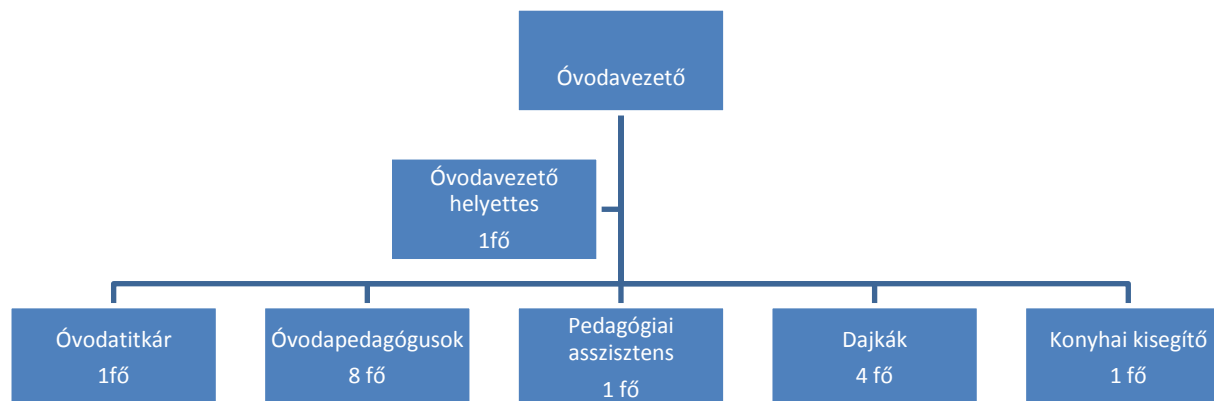 Óvodavezető
Óvodavezető
helyettes
1fő
Óvodatitkár
1fő
Óvodapedagógusok
8 fő
Pedagógiai
asszisztens
1 fő
Dajkák
4 fő
Konyhai kisegítő
1 fő